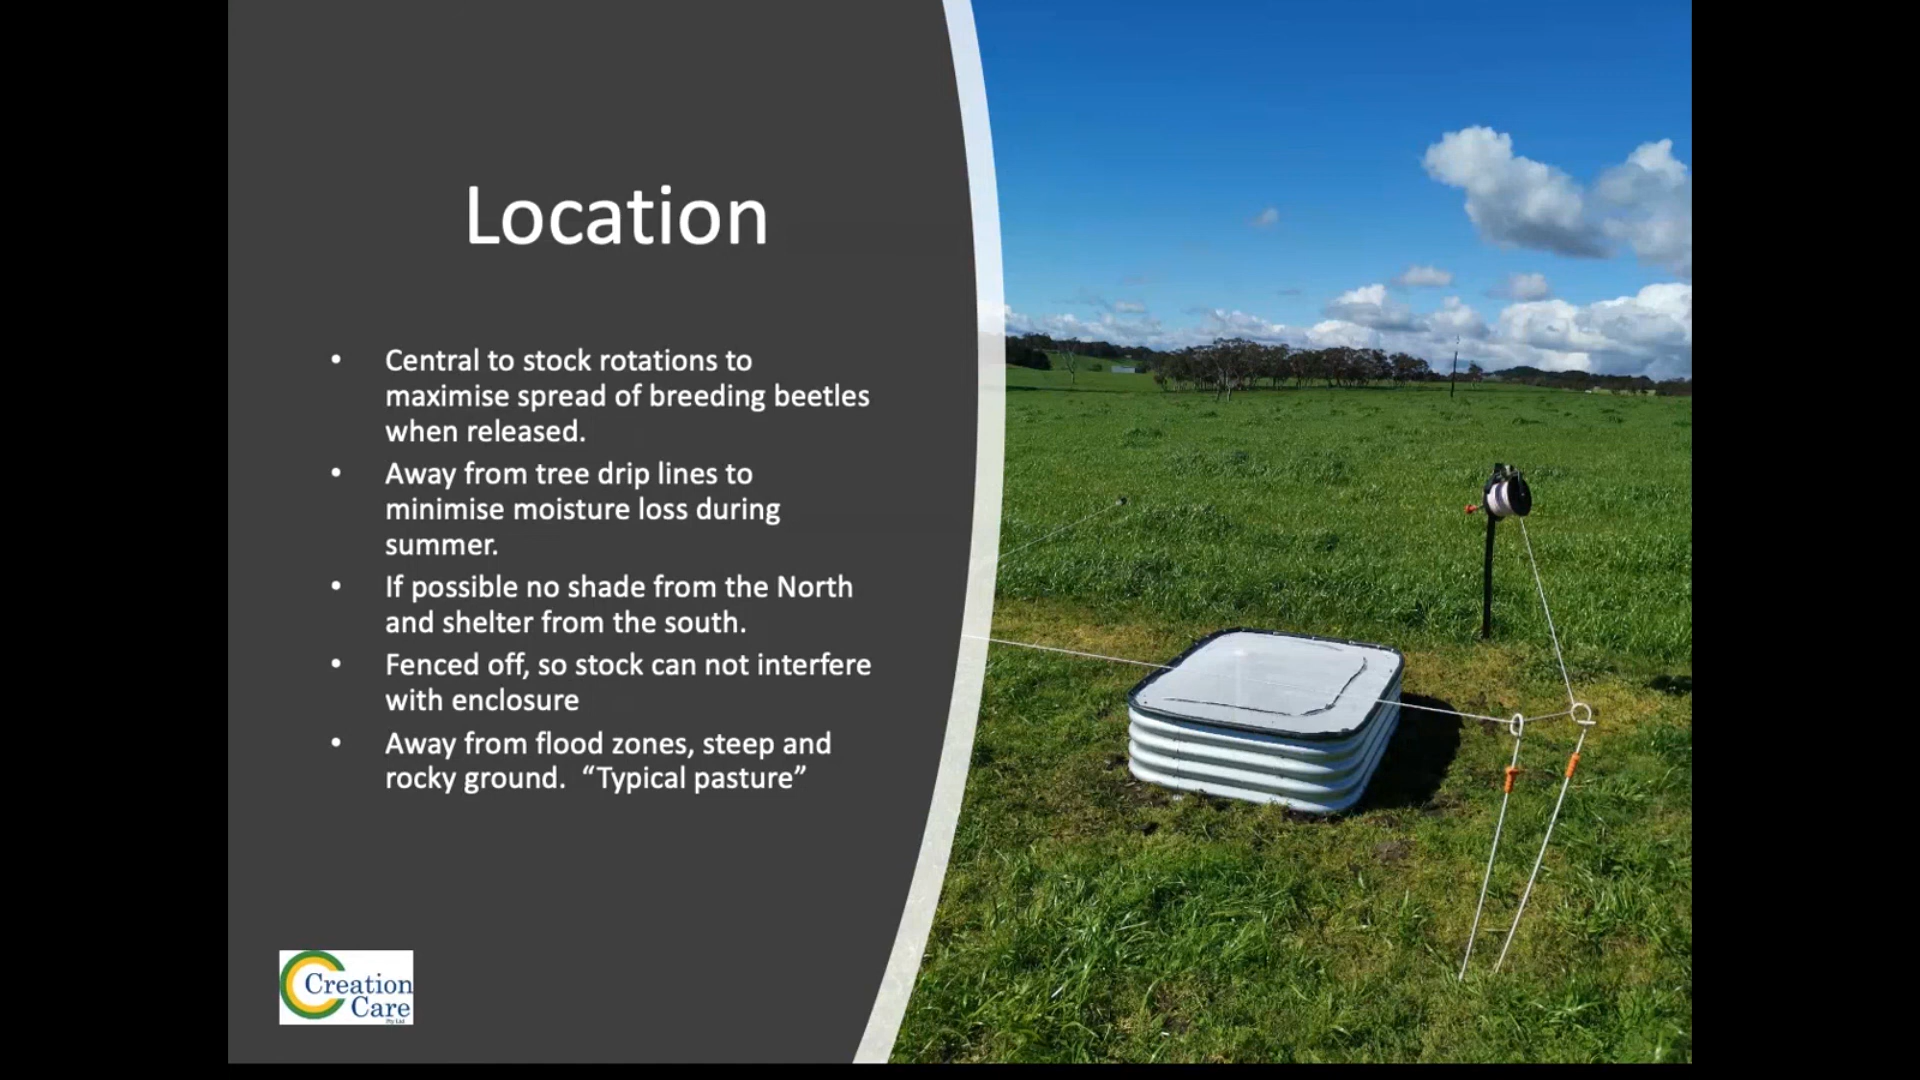 Location
• Central to stock rotations to
maximise spread of breeding beetles
when released.
• Away from tree drip lines to
minimise moisture loss during
summer.
• If possible no shade from the North
and shelter from the south.
• Fenced off, so stock can not interfere
with enclosure
• Away from flood zones, steep and
rocky ground.  “Typical pasture”
Creation
Care
Pty Ltd